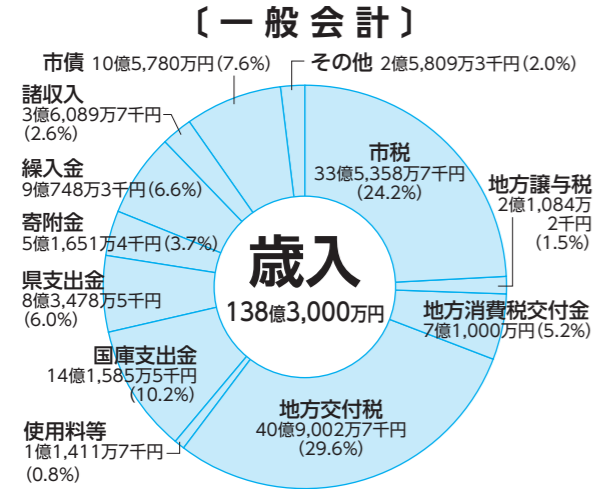 〔一般会計〕
市債 10億5,780万円(7.6%)
その他 2億5,809万3千円(2.0%)
諸収入
3億6,089万7千円
(2.6%)
市税
33億5,358万7千円
(24.2%)
繰入金
9億748万3千円(6.6%)
地方譲与税
2億1,084万
2千円
(1.5%)
寄附金
5億1,651万4千円(3.7%)
歳入
138億3,000万円
県支出金
8億3,478万5千円
(6.0%)
地方消費税交付金
7億1,000万円(5.2%)
国庫支出金
14億1,585万5千円
(10.2%)
地方交付税
40億9,002万7千円
(29.6%)
使用料等
1億1,411万7千円
(0.8%)